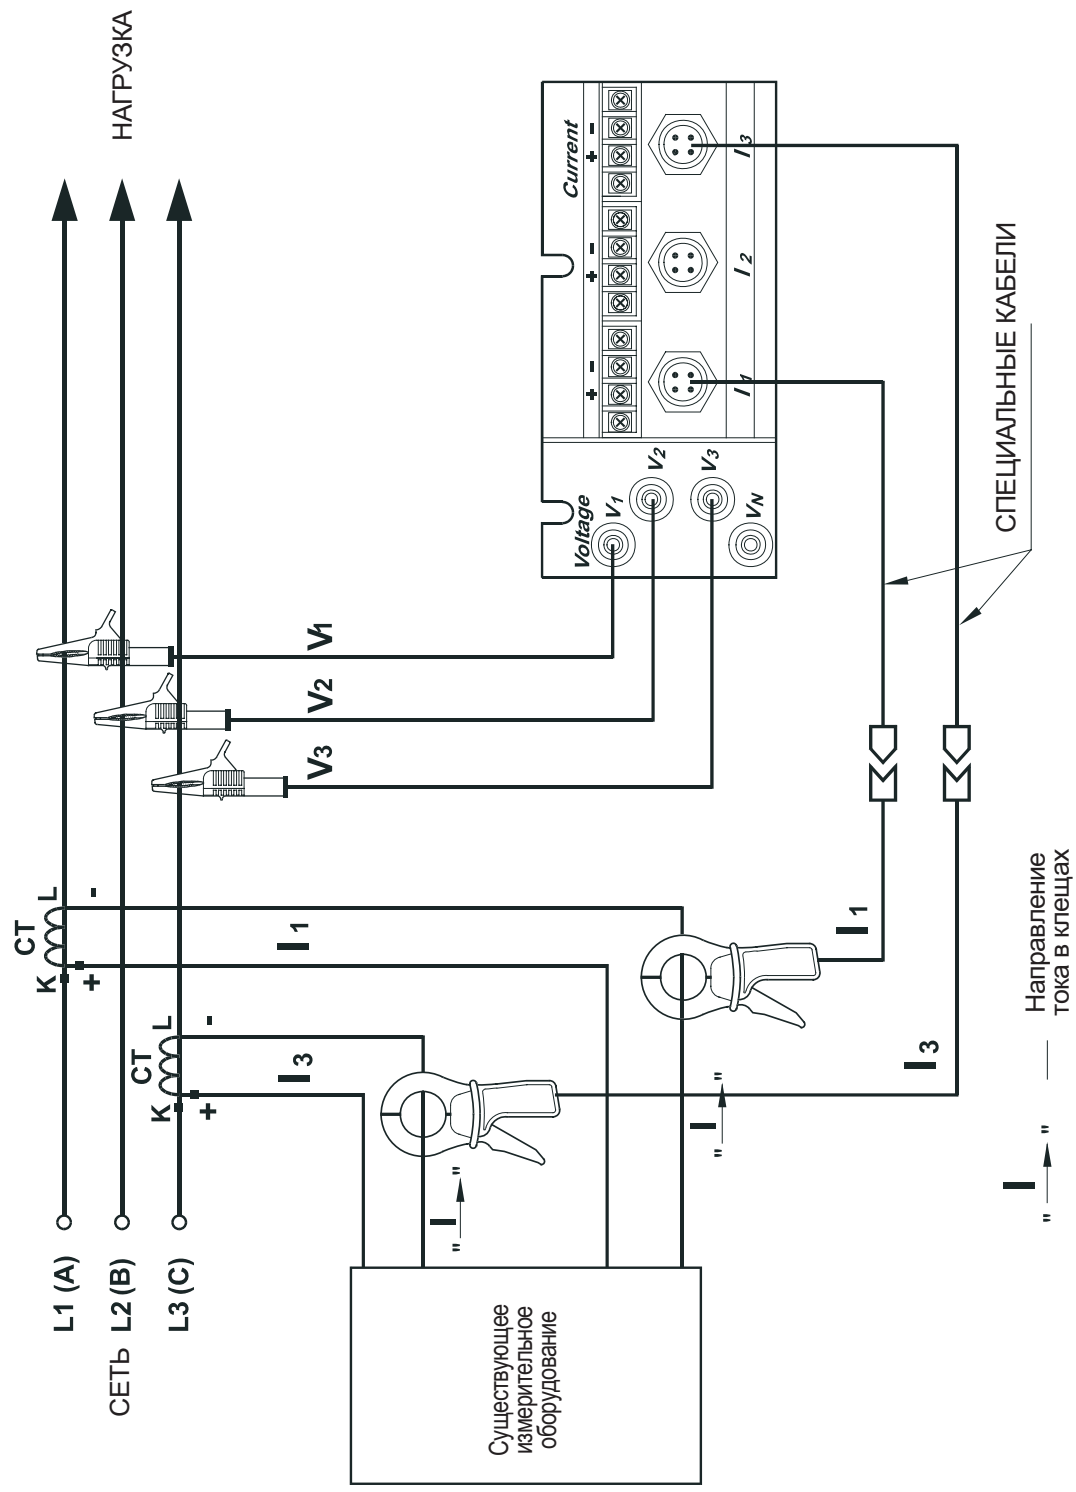 НАГРУЗКА
CT
K
L
+
-
CT
K
L
+
-
L1 (A)
СЕТЬ L2 (B)
L3 (C)
V1
V2
V3
I1
I3
Voltage
V1
V2
V3
VN
Current
+ -
+ -
+ -
I1
I2
I3
СПЕЦИАЛЬНЫЕ КАБЕЛИ
I1
I3
" I "
" I "
Существующее
измерительное
оборудование
" I " — Направление
тока в клещах